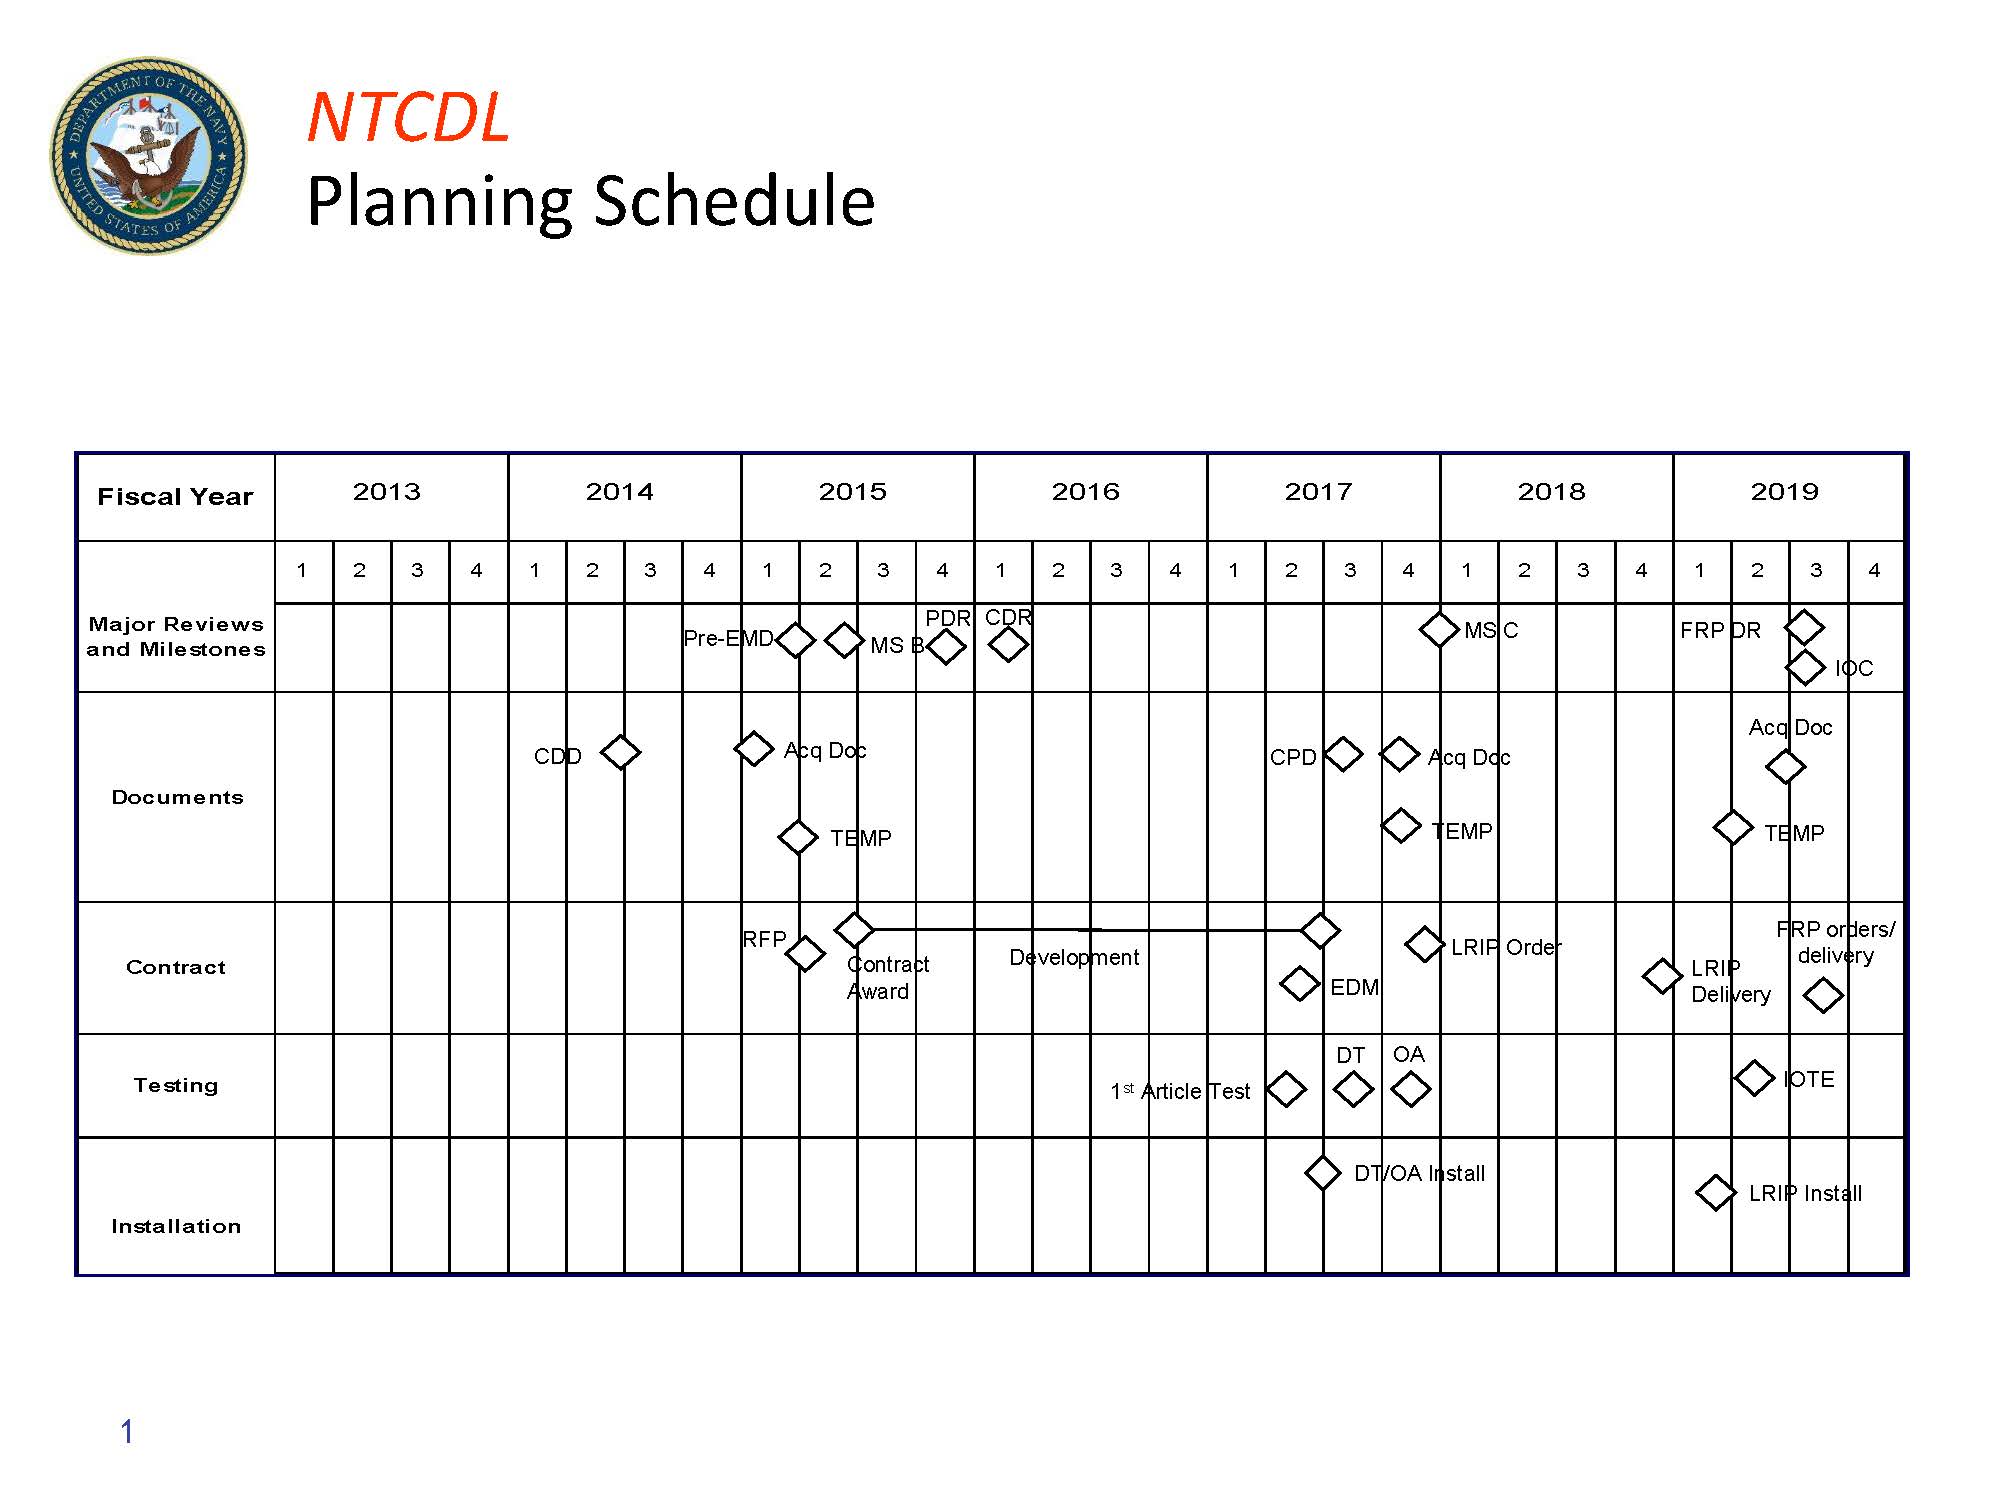 DEPARTMENT OF THE NAVY
UNITED STATES OF AMERICA
NTCDL
Planning Schedule
Fiscal Year 2013 2014 2015 2016 2017 2018 2019
1 2 3 4 1 2 3 4 1 2 3 4 1 2 3 4 1 2 3 4 1 2 3 4 1 2 3 4
Major Reviews
and Milestones
Pre-EMD
MS B
PDR
CDR
MS C
FRP DR
IOC
Documents
CDD
Acq Doc
TEMP
CPD
Acq Doc
TEMP
Acq Doc
TEMP
Contract
RFP
Contract
Award
Development
EDM
LRIP Order
LRIP
Delivery
FRP orders/
delivery
Testing
1st Article Test
DT
OA
IOTE
Installation
DT/OA Install
LRIP Install
1